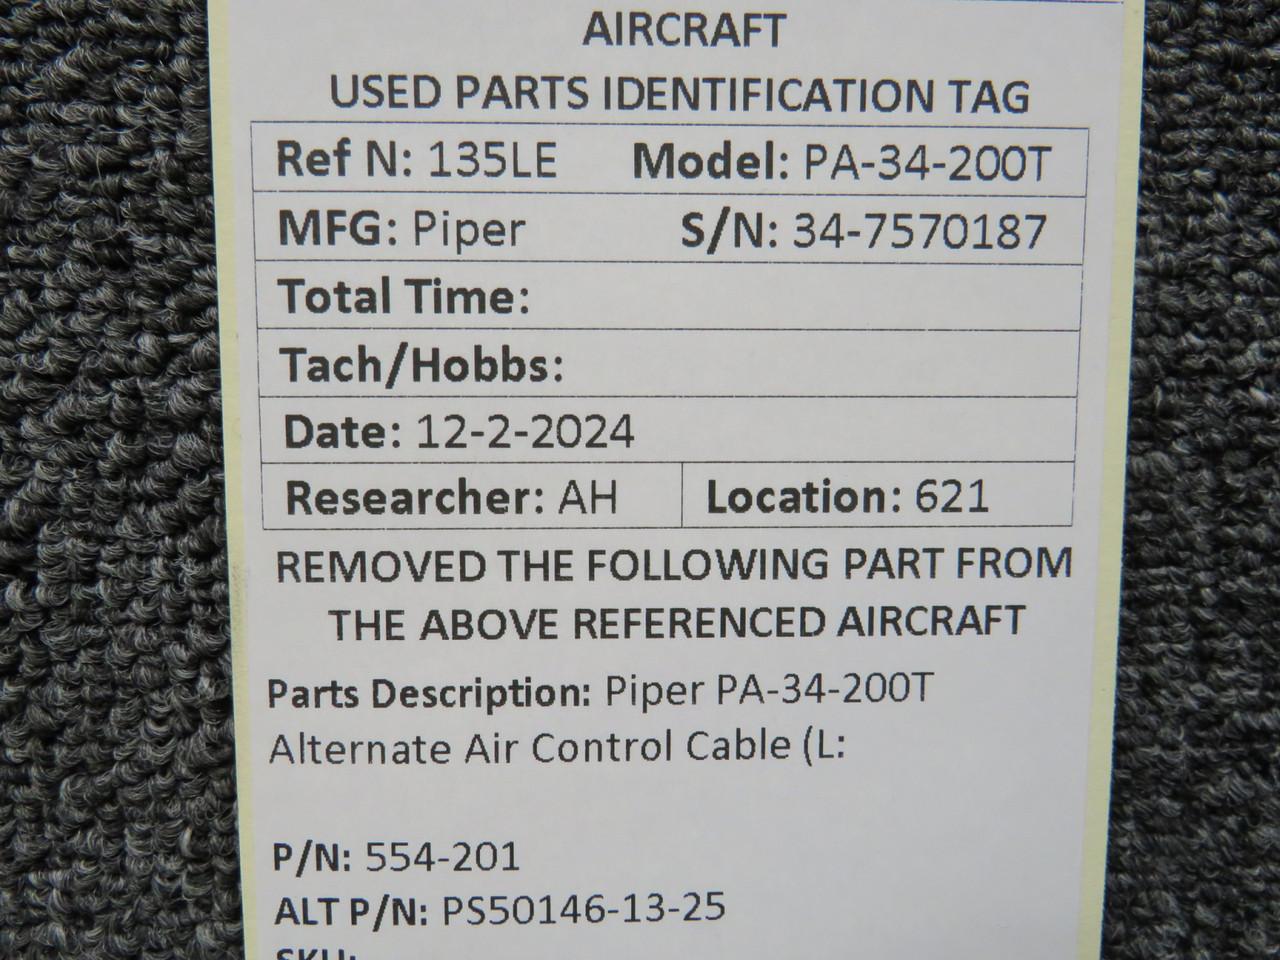 AIRCRAFT
USED PARTS IDENTIFICATION TAG
Ref N: 135LE Model: PA-34-200T
MFG: Piper S/N: 34-7570187
Total Time:
Tach/Hobbs:
Date: 12-2-2024
Researcher: AH Location: 621
REMOVED THE FOLLOWING PART FROM
THE ABOVE REFERENCED AIRCRAFT
Parts Description: Piper PA-34-200T
Alternate Air Control Cable (L:
P/N: 554-201
ALT P/N: PS50146-13-25
SKU: